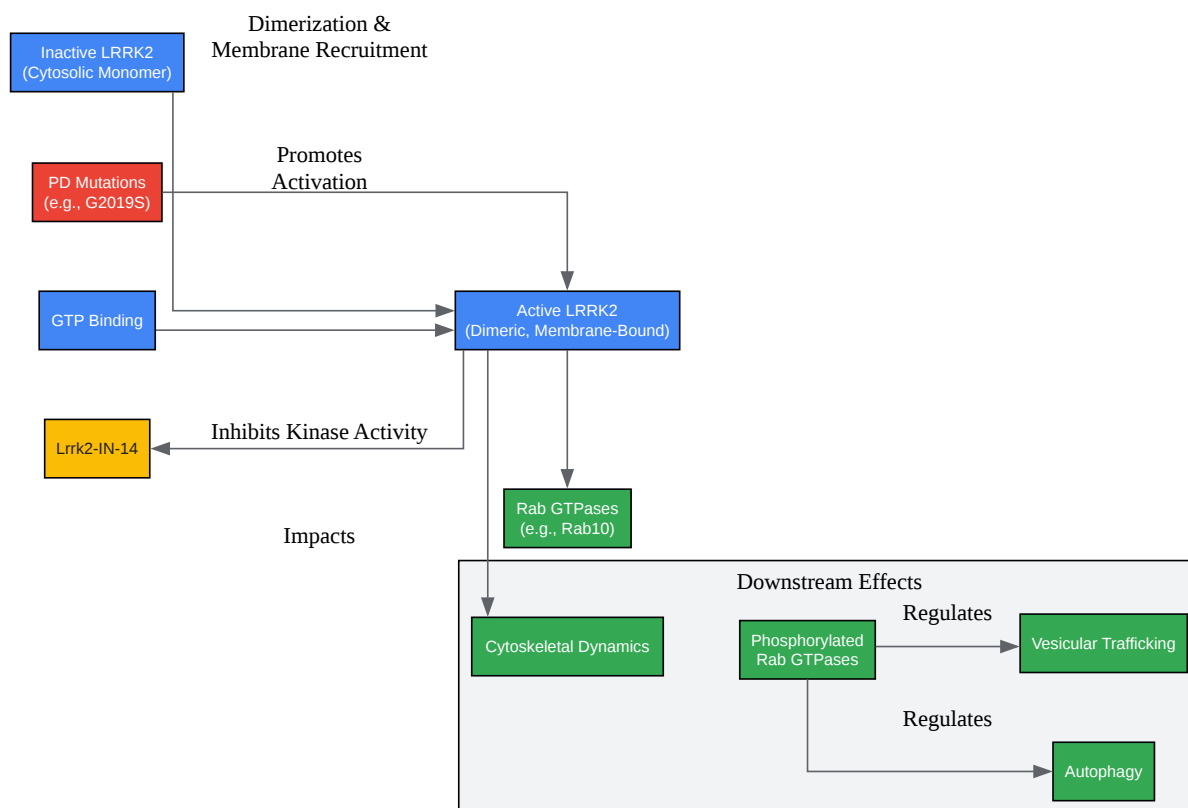 Dimerization &
Membrane Recruitment
Inactive LRRK2
(Cytosolic Monomer)
Promotes
Activation
PD Mutations
(e.g., G2019S)
GTP Binding
Active LRRK2
(Dimeric, Membrane-Bound)
Lrrk2-IN-14
Inhibits Kinase Activity
Rab GTPases
(e.g., Rab10)
Impacts
Downstream Effects
Cytoskeletal Dynamics
Phosphorylated
Rab GTPases
Regulates
Vesicular Trafficking
Regulates
Autophagy